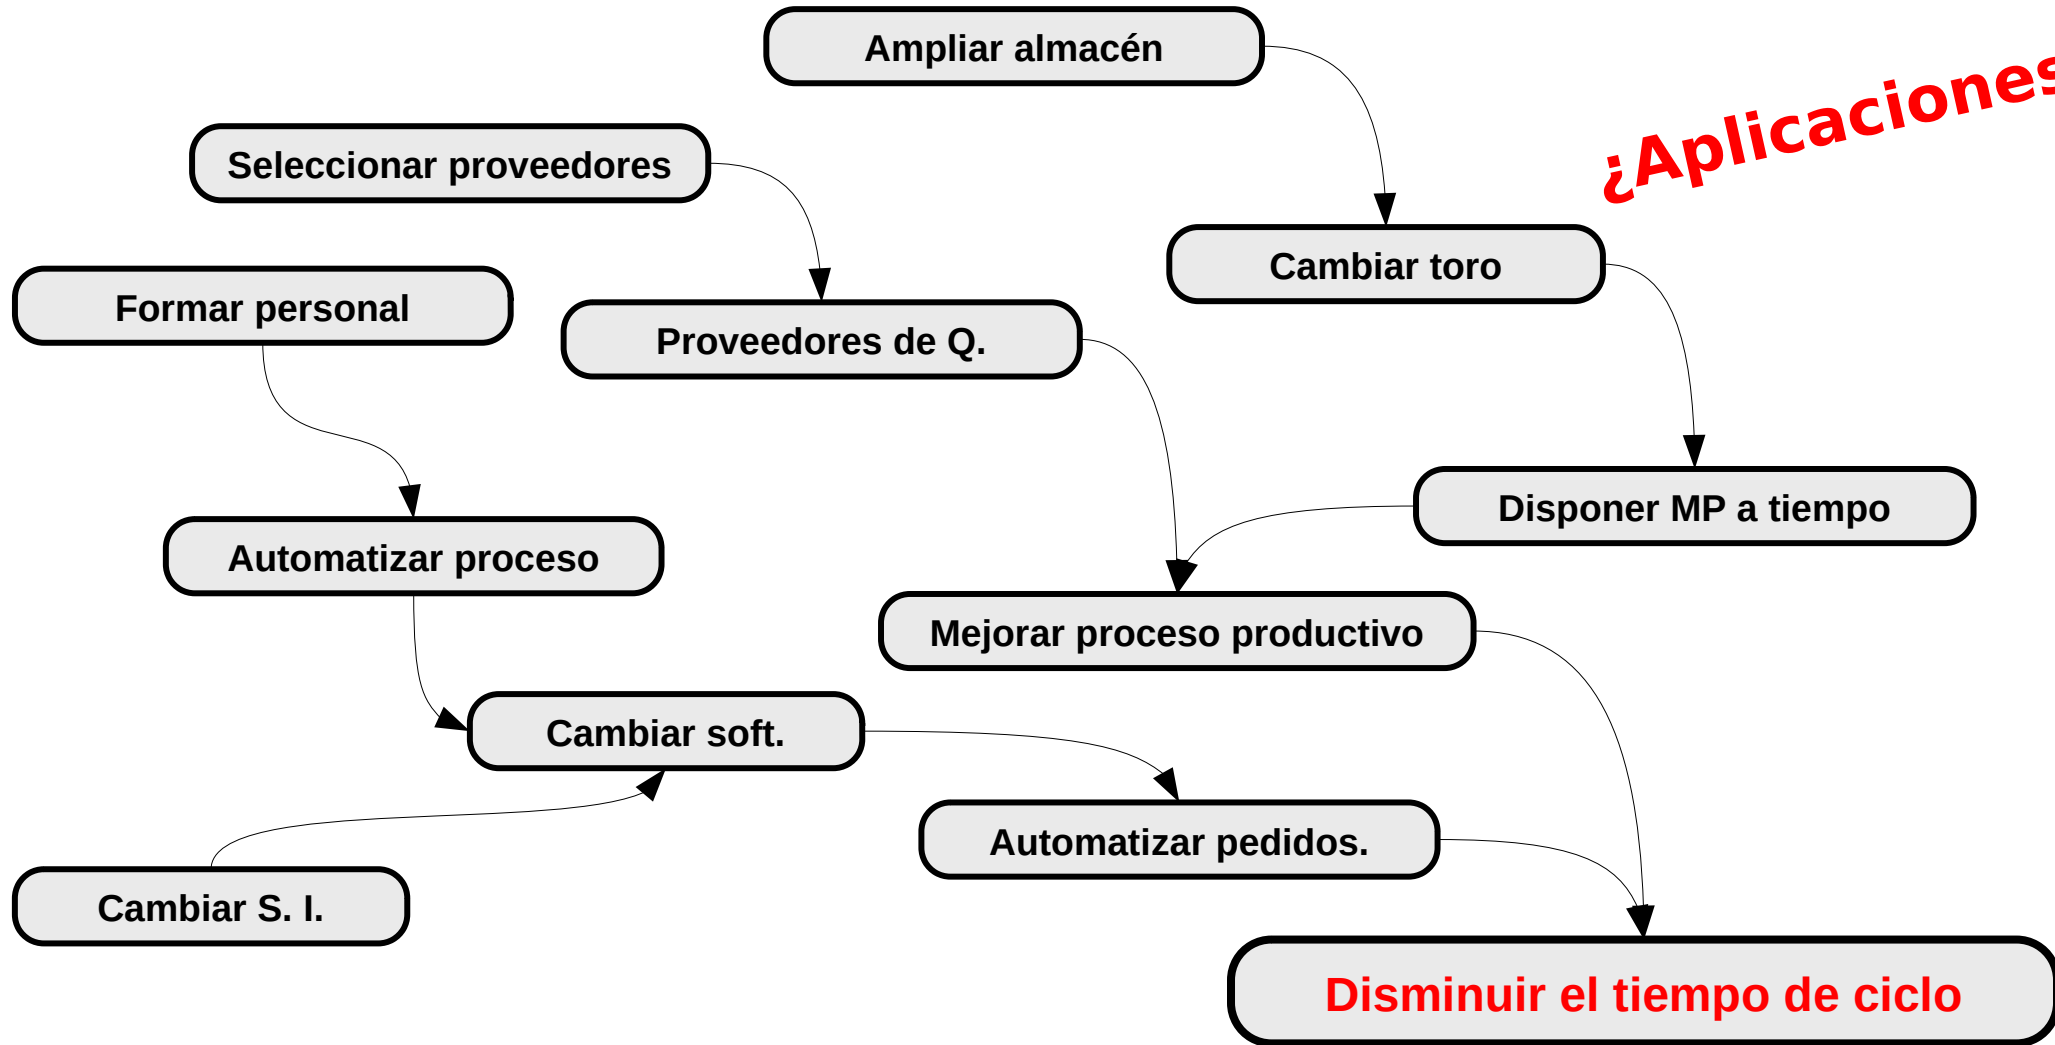 Ampliar almacén
¿Aplicaciones
Seleccionar proveedores
Cambiar toro
Formar personal
Proveedores de Q.
Disponer MP a tiempo
Automatizar proceso
Mejorar proceso productivo
Cambiar soft.
Automatizar pedidos.
Cambiar S. I.
Disminuir el tiempo de ciclo